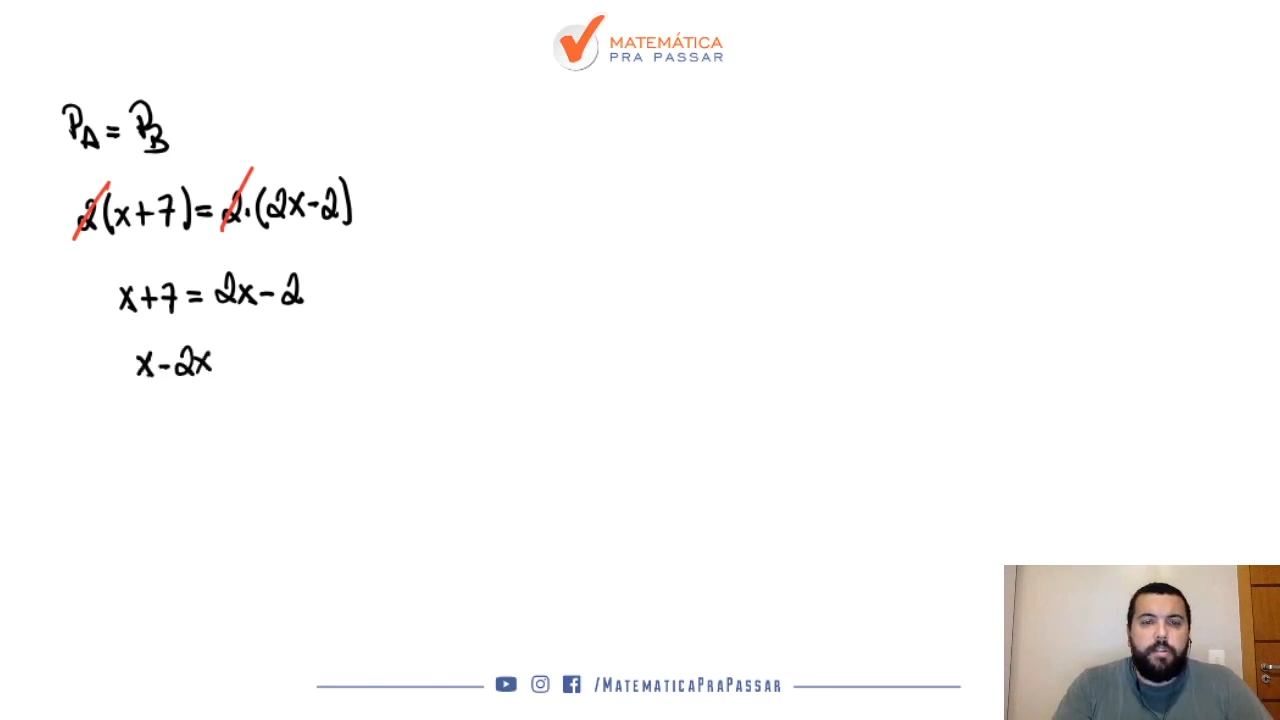 MATEMÁTICA
PRA PASSAR
P_A = P_B
2(x+7) = 2.(2x-2)
x+7 = 2x-2
x-2x
/MATEMATICAPRAPASSAR